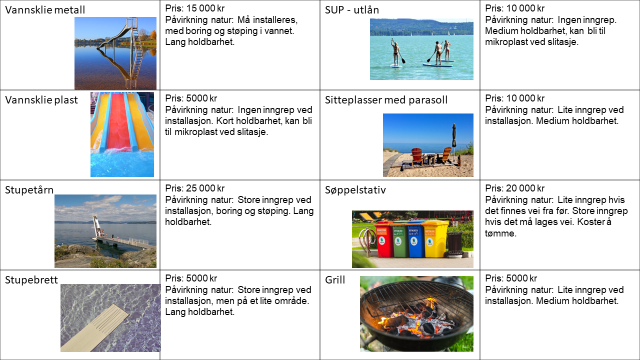 Vannsklie metall
Pris: 15 000 kr
Påvirkning natur: Må installeres,
med boring og støping i vannet.
Lang holdbarhet.
SUP - utlån
Pris: 10 000 kr
Påvirkning natur: Ingen inngrep.
Medium holdbarhet, kan bli til
mikroplast ved slitasje.
Vannsklie plast
Pris: 5000 kr
Påvirkning natur: Ingen inngrep ved
installasjon. Kort holdbarhet, kan bli
til mikroplast ved slitasje.
Sitteplasser med parasoll
Pris: 10 000 kr
Påvirkning natur: Lite inngrep ved
installasjon. Medium holdbarhet.
Stupetårn
Pris: 25 000 kr
Påvirkning natur: Store inngrep ved
installasjon, boring og støping. Lang
holdbarhet.
Søppelstativ
Pris: 20 000 kr
Påvirkning natur: Lite inngrep hvis
det finnes vei fra før. Store inngrep
hvis det må lages vei. Koster å
tømme.
Stupebrett
Pris: 5000 kr
Påvirkning natur: Store inngrep ved
installasjon, men på et lite område.
Lang holdbarhet.
Grill
Pris: 5000 kr
Påvirkning natur: Lite inngrep ved
installasjon. Medium holdbarhet.